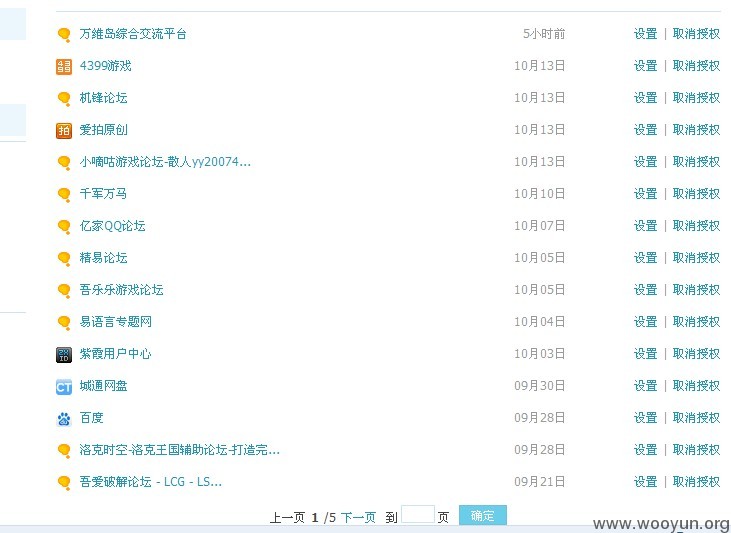 万维岛综合交流平台 5小时前 设置 | 取消授权
4399游戏 10月13日 设置 | 取消授权
机锋论坛 10月13日 设置 | 取消授权
爱拍原创 10月13日 设置 | 取消授权
小嘀咕游戏论坛-散人yy20074... 10月13日 设置 | 取消授权
千军万马 10月10日 设置 | 取消授权
亿家QQ论坛 10月07日 设置 | 取消授权
精易论坛 10月05日 设置 | 取消授权
吾乐乐游戏论坛 10月05日 设置 | 取消授权
易语言专题网 10月04日 设置 | 取消授权
紫霞用户中心 10月03日 设置 | 取消授权
CT 城通网盘 09月30日 设置 | 取消授权
百度 09月28日 设置 | 取消授权
洛克时空-洛克王国辅助论坛-打造完... 09月28日 设置 | 取消授权
吾爱破解论坛 - LCG - LS... 09月21日 设置 | 取消授权
上一页 1 /5 下一页 到 页 确定
www.wooyun.org